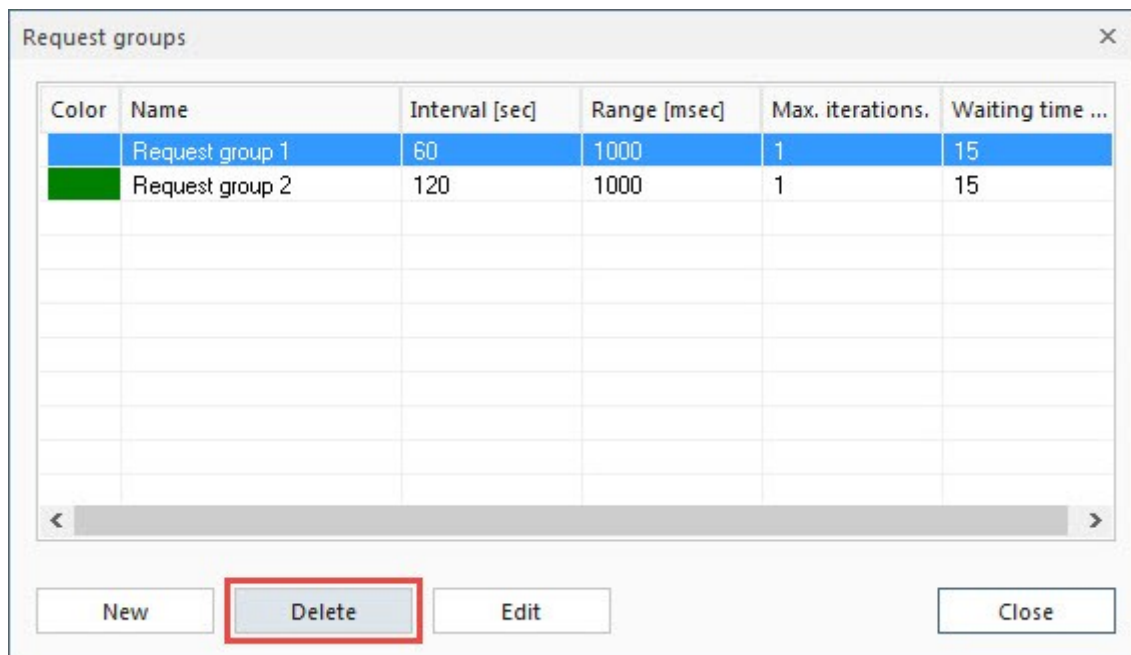 Request groups
Color Name Interval [sec] Range [msec] Max. iterations. Waiting time ...
Request group 1 60 1000 1 15
Request group 2 120 1000 1 15
New Delete Edit Close